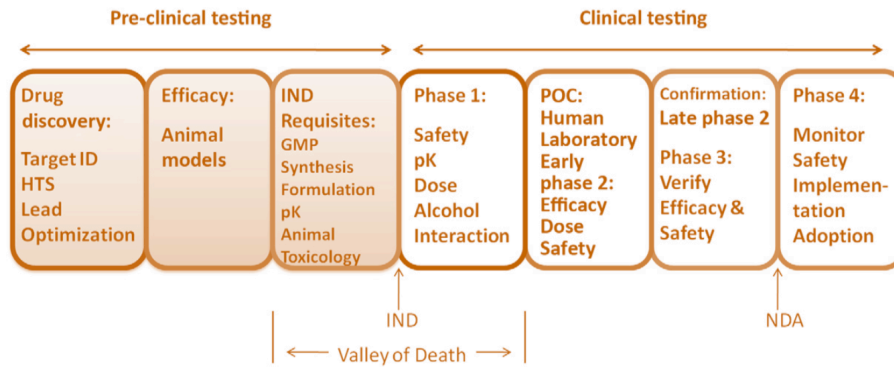 Pre-clinical testing
Clinical testing
Drug
discovery:
Target ID
HTS
Lead
Optimization
Efficacy:
Animal
models
IND
Requisites:
GMP
Synthesis
Formulation
pK
Animal
Toxicology
Phase 1:
Safety
pK
Dose
Alcohol
Interaction
POC:
Human
Laboratory
Early
phase 2:
Efficacy
Dose
Safety
Confirmation:
Late phase 2
Phase 3:
Verify
Efficacy &
Safety
Phase 4:
Monitor
Safety
Implemen-
tation
Adoption
IND
NDA
Valley of Death